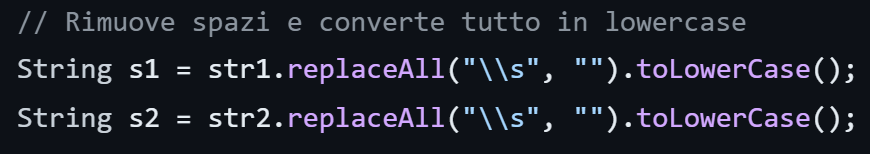 // Rimuove spazi e converte tutto in lowercase
String s1 = str1.replaceAll("\\s", "").toLowerCase();
String s2 = str2.replaceAll("\\s", "").toLowerCase();